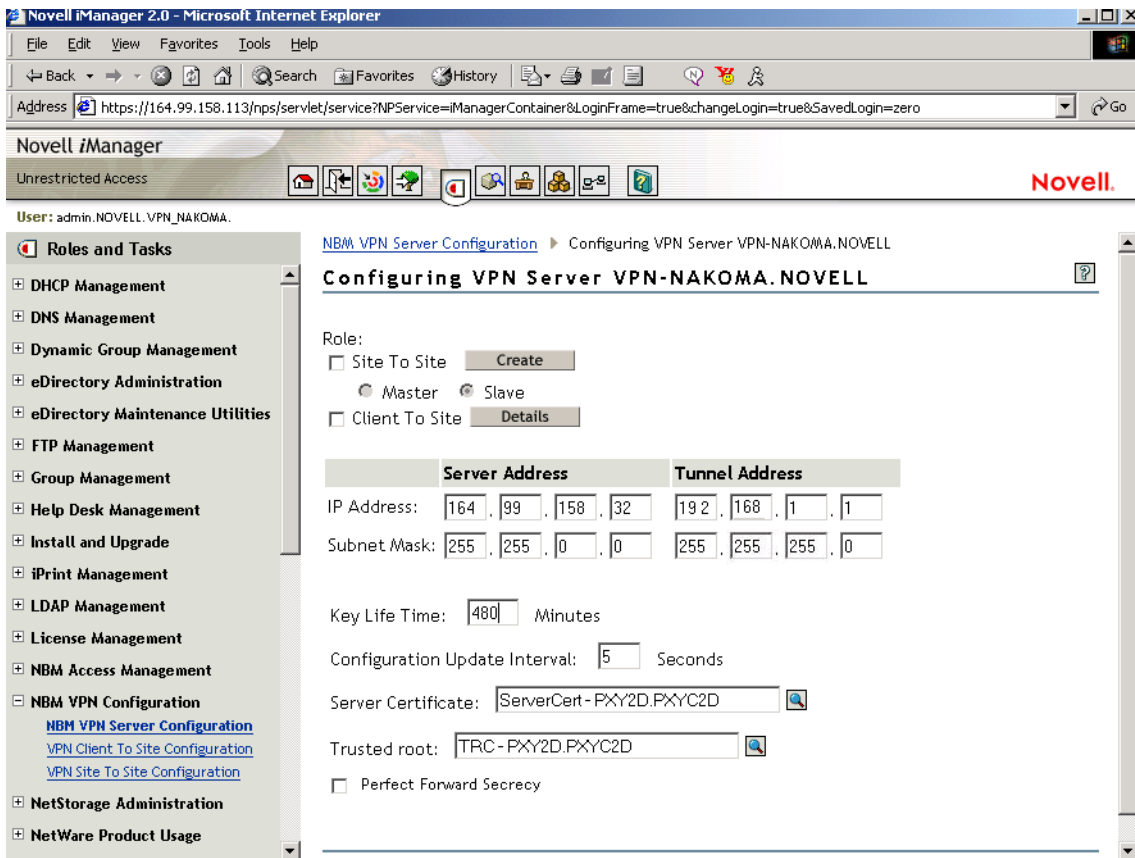 Novell iManager 2.0 - Microsoft Internet Explorer
File Edit View Favorites Tools Help
Back Search Favorites History
Address https://164.99.158.113/nps/servlet/service?NPService=iManagerContainer&LoginFrame=true&changeLogin=true&SavedLogin=zero Go
Novell iManager
Unrestricted Access
Novell.
User: admin.NOVELL.VPN_NAKOMA.
Roles and Tasks
DHCP Management
DNS Management
Dynamic Group Management
eDirectory Administration
eDirectory Maintenance Utilities
FTP Management
Group Management
Help Desk Management
Install and Upgrade
iPrint Management
LDAP Management
License Management
NBM Access Management
NBM VPN Configuration
NBM VPN Server Configuration
VPN Client To Site Configuration
VPN Site To Site Configuration
NetStorage Administration
NetWare Product Usage
NBM VPN Server Configuration Configuring VPN Server VPN-NAKOMA.NOVELL
Configuring VPN Server VPN-NAKOMA.NOVELL
Role:
Site To Site Create
Master Slave
Client To Site Details
Server Address Tunnel Address
IP Address: 164 . 99 . 158 . 32 192 . 168 . 1 . 1
Subnet Mask: 255 . 255 . 0 . 0 255 . 255 . 255 . 0
Key Life Time: 480 Minutes
Configuration Update Interval: 5 Seconds
Server Certificate: ServerCert - PXY2D.PXYC2D
Trusted root: TRC - PXY2D.PXYC2D
Perfect Forward Secrecy